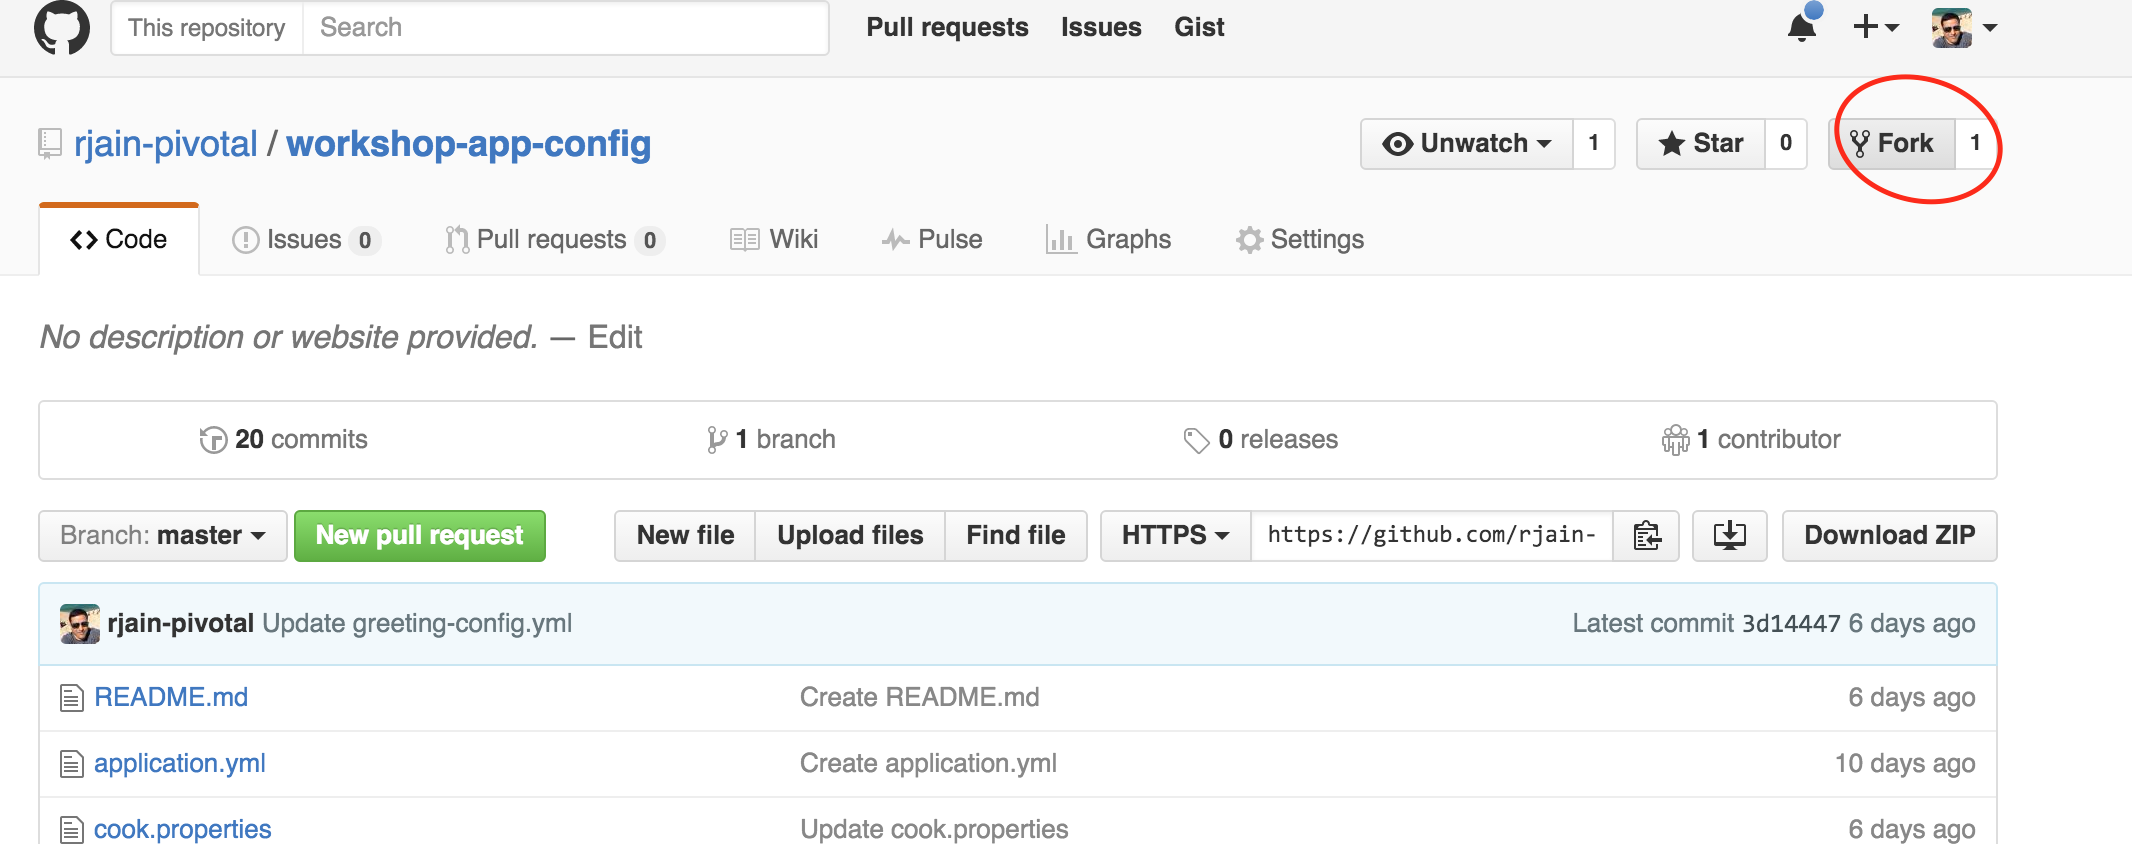 This repository Search Pull requests Issues Gist
rjain-pivotal / workshop-app-config Unwatch 1 Star 0 Fork 1
Code Issues 0 Pull requests 0 Wiki Pulse Graphs Settings
No description or website provided. — Edit
20 commits 1 branch 0 releases 1 contributor
Branch: master New pull request New file Upload files Find file HTTPS https://github.com/rjain- Download ZIP
rjain-pivotal Update greeting-config.yml Latest commit 3d14447 6 days ago
README.md Create README.md 6 days ago
application.yml Create application.yml 10 days ago
cook.properties Update cook.properties 6 days ago